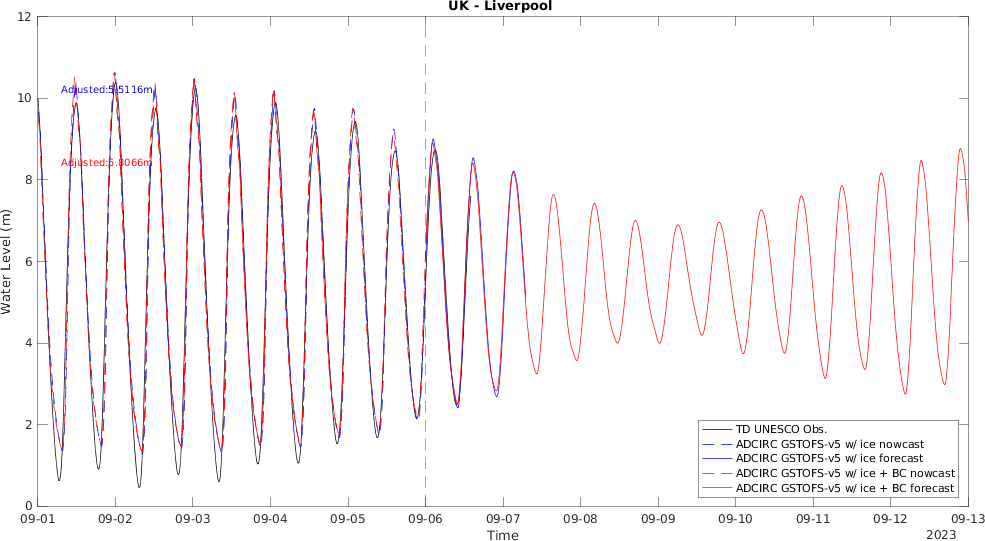 UK - Liverpool
12
10
8
6
4
2
0
Water Level (m)
Adjusted:5.5116m
Adjusted:5.8066m
TD UNESCO Obs.
ADCIRC GSTOFS-v5 w/ ice nowcast
ADCIRC GSTOFS-v5 w/ ice forecast
ADCIRC GSTOFS-v5 w/ ice + BC nowcast
ADCIRC GSTOFS-v5 w/ ice + BC forecast
09-01 09-02 09-03 09-04 09-05 09-06 09-07 09-08 09-09 09-10 09-11 09-12 09-13
Time
2023